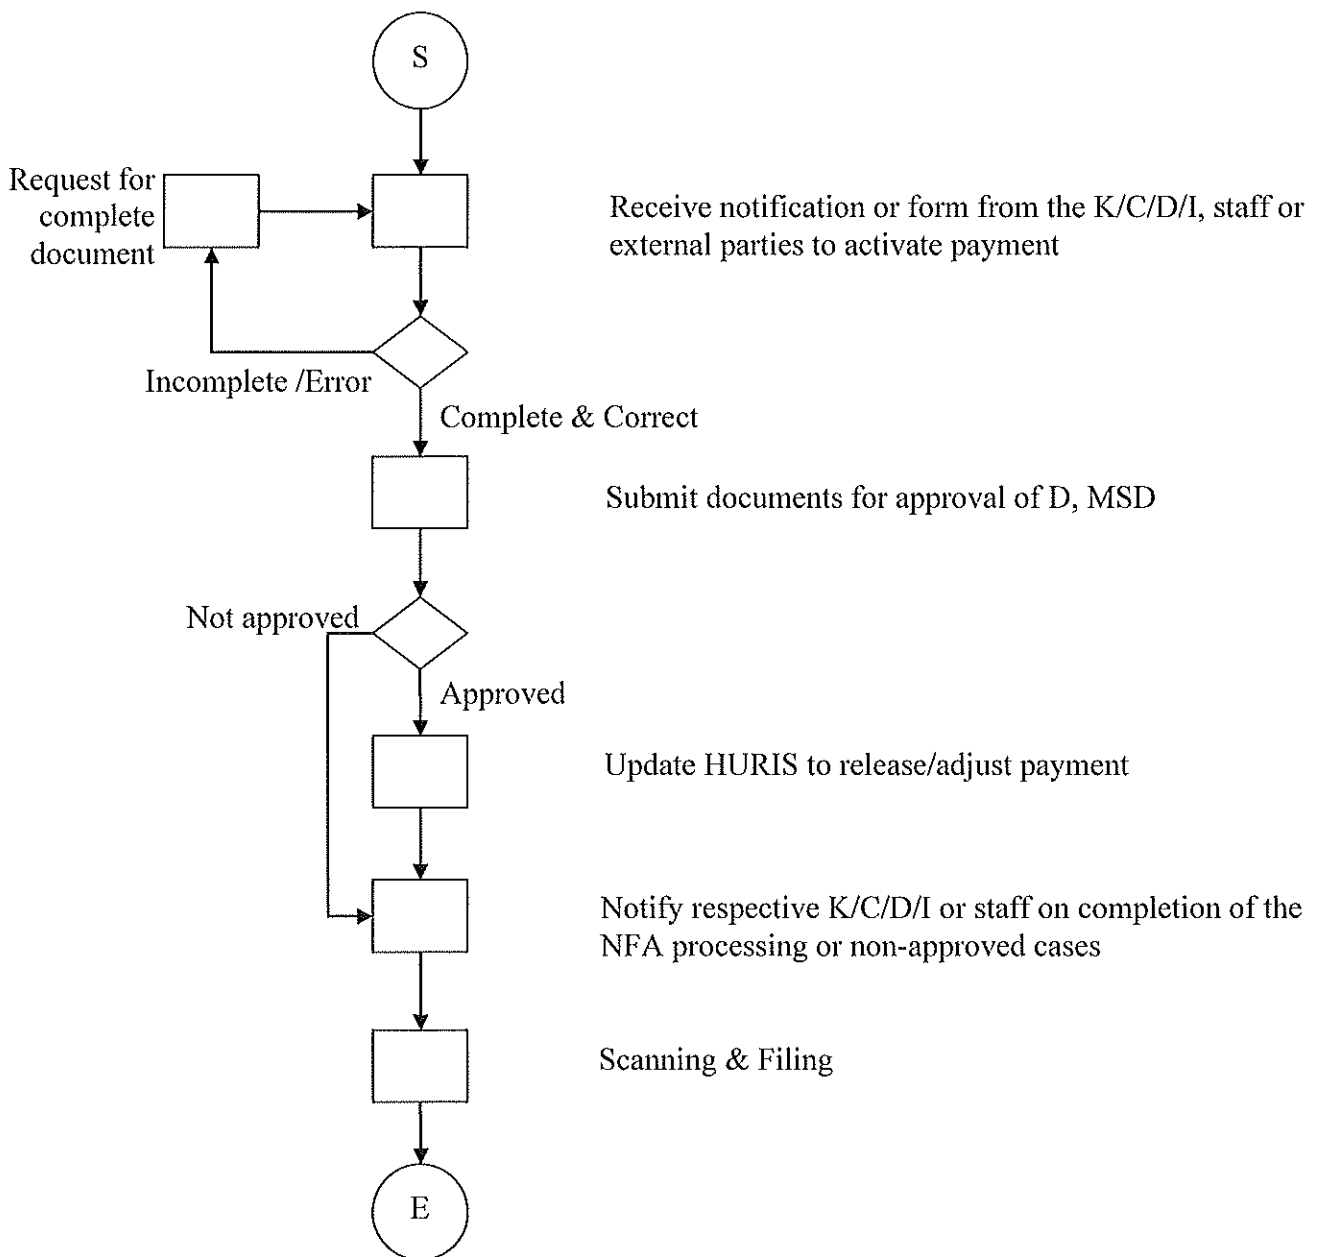 S
Request for
complete
document
Receive notification or form from the K/C/D/I, staff or
external parties to activate payment
Incomplete /Error
Complete & Correct
Submit documents for approval of D, MSD
Not approved
Approved
Update HURIS to release/adjust payment
Notify respective K/C/D/I or staff on completion of the
NFA processing or non-approved cases
Scanning & Filing
E